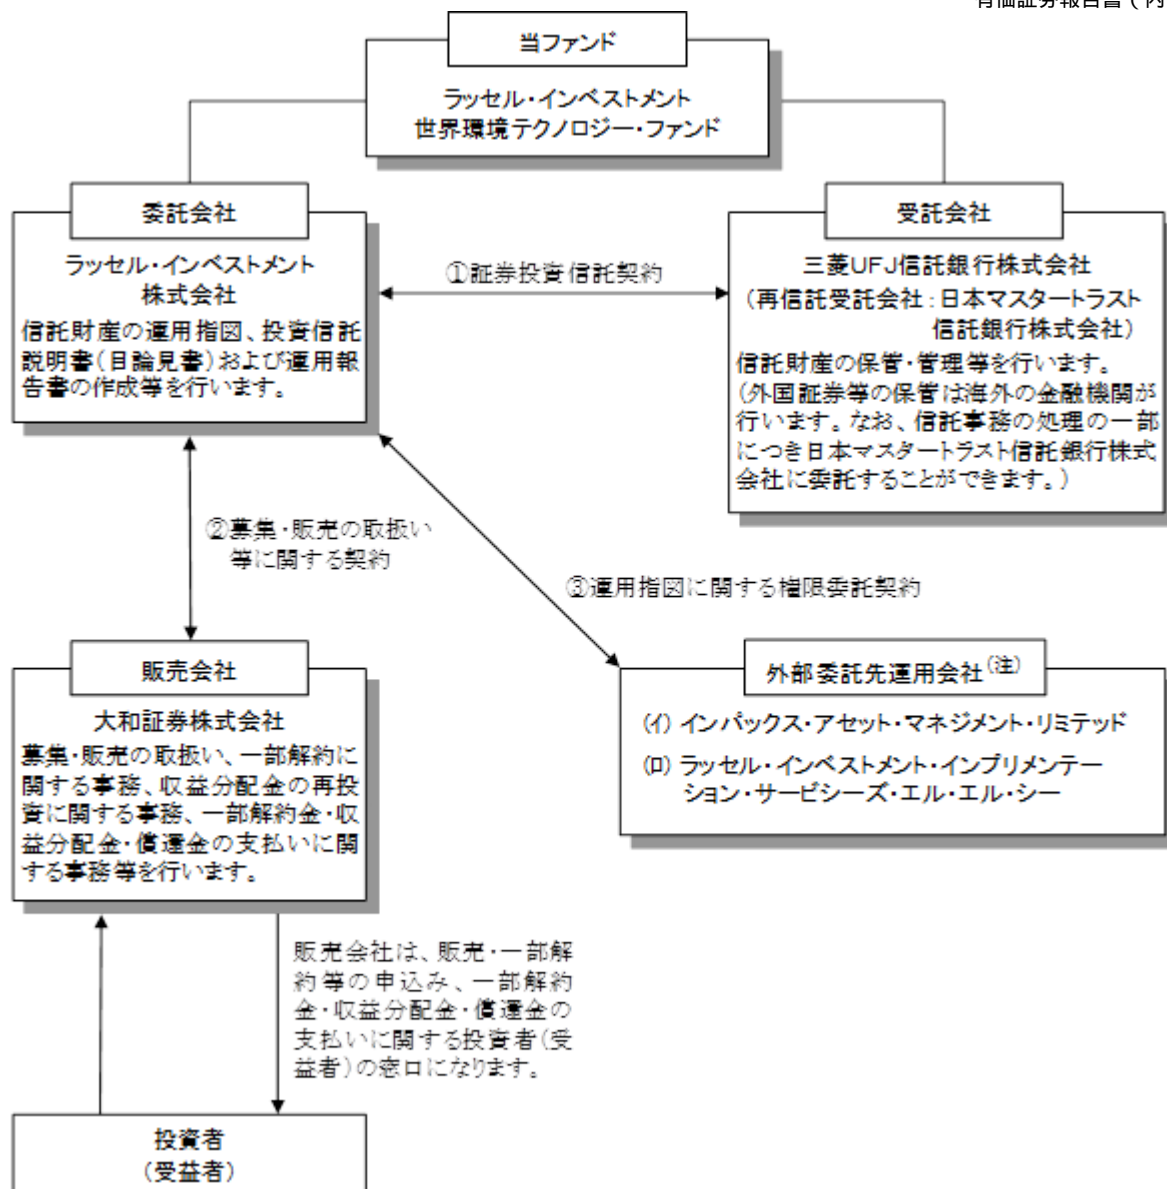 有価証券報告書(内
当ファンド
ラッセル・インベストメント
世界環境テクノロジー・ファンド
委託会社
ラッセル・インベストメント
株式会社
信託財産の運用指図、投資信託
説明書(目論見書)および運用報
告書の作成等を行います。
①証券投資信託契約
受託会社
三菱UFJ信託銀行株式会社
(再信託受託会社:日本マスタートラスト
信託銀行株式会社)
信託財産の保管・管理等を行います。
(外国証券等の保管は海外の金融機関が
行います。なお、信託事務の処理の一部
につき日本マスタートラスト信託銀行株式
会社に委託することができます。)
②募集・販売の取扱い
等に関する契約
③運用指図に関する権限委託契約
販売会社
大和証券株式会社
募集・販売の取扱い、一部解約に
関する事務、収益分配金の再投
資に関する事務、一部解約金・収
益分配金・償還金の支払いに関
する事務等を行います。
外部委託先運用会社(注)
(イ) インパックス・アセット・マネジメント・リミテッド
(ロ) ラッセル・インベストメント・インプリメンテー
ション・サービシーズ・エル・エル・シー
販売会社は、販売・一部解
約等の申込み、一部解約
金・収益分配金・償還金の
支払いに関する投資者(受
益者)の窓口になります。
投資者
(受益者)